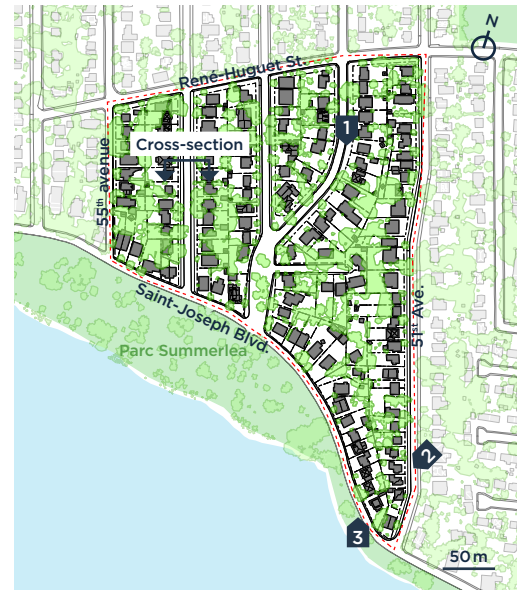 N
René-Huguet St.
1
Cross-section
55th avenue
Saint-Joseph Blvd.
51st Ave.
Parc Summerlea
2
3
50 m